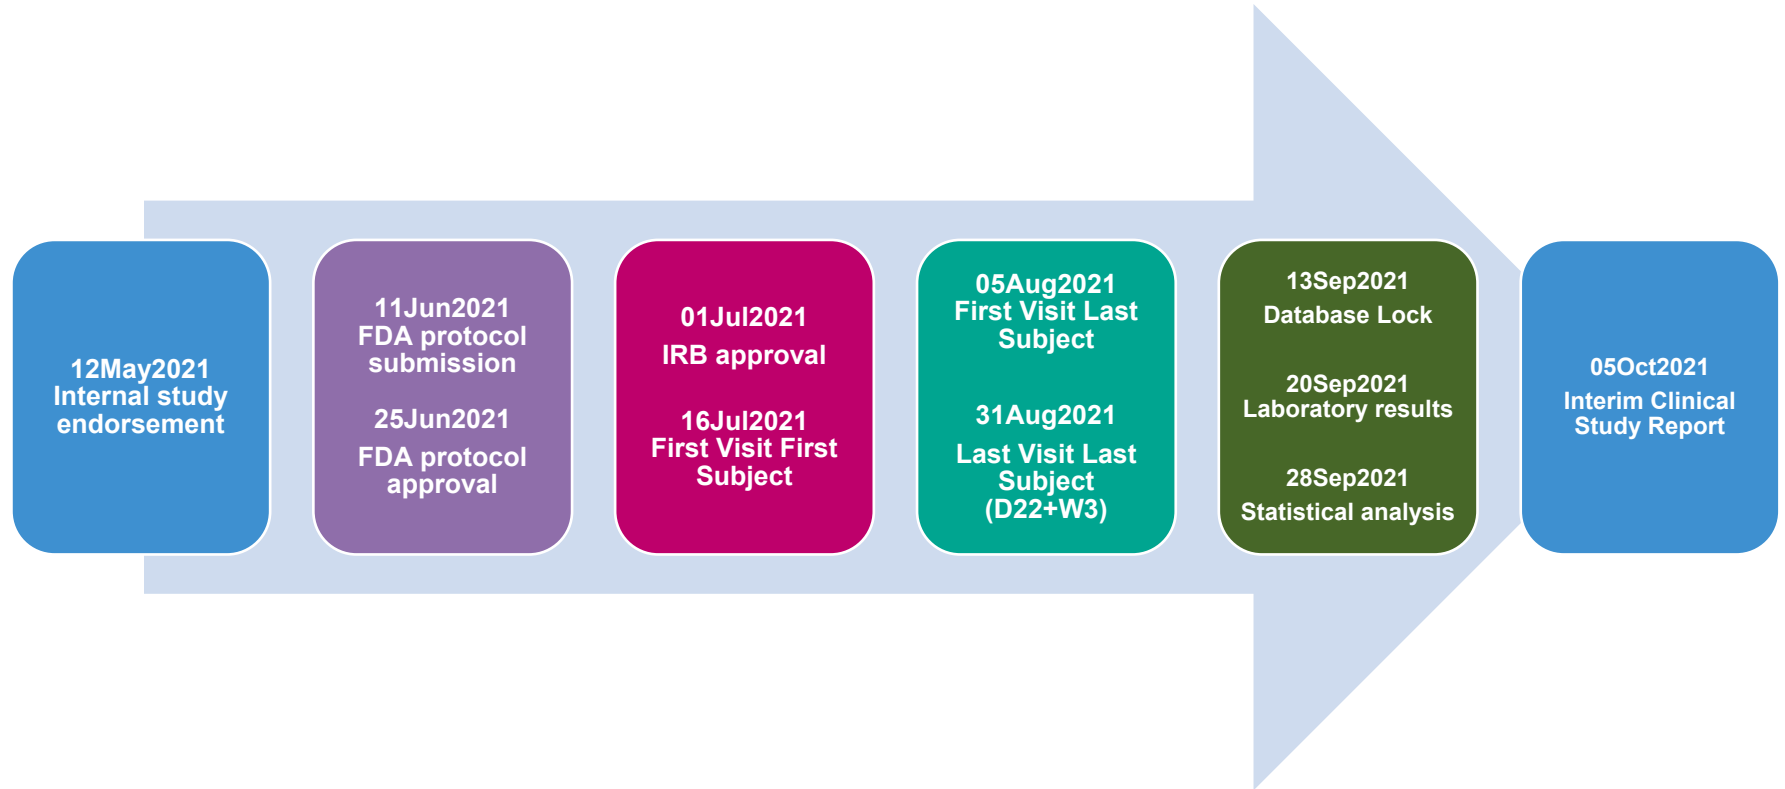 12May2021
Internal study
endorsement
11Jun2021
FDA protocol
submission
25Jun2021
FDA protocol
approval
01Jul2021
IRB approval
16Jul2021
First Visit First
Subject
05Aug2021
First Visit Last
Subject
31Aug2021
Last Visit Last
Subject
(D22+W3)
13Sep2021
Database Lock
20Sep2021
Laboratory results
28Sep2021
Statistical analysis
05Oct2021
Interim Clinical
Study Report